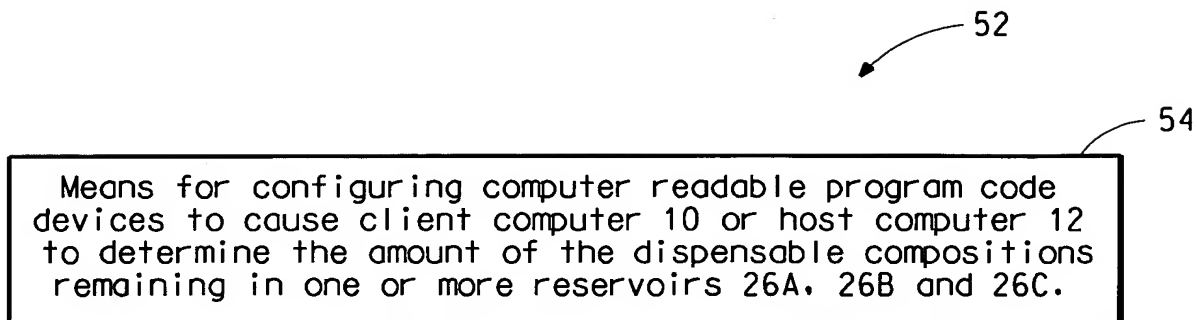 52
54
Means for configuring computer readable program code
devices to cause client computer 10 or host computer 12
to determine the amount of the dispensable compositions
remaining in one or more reservoirs 26A, 26B and 26C.